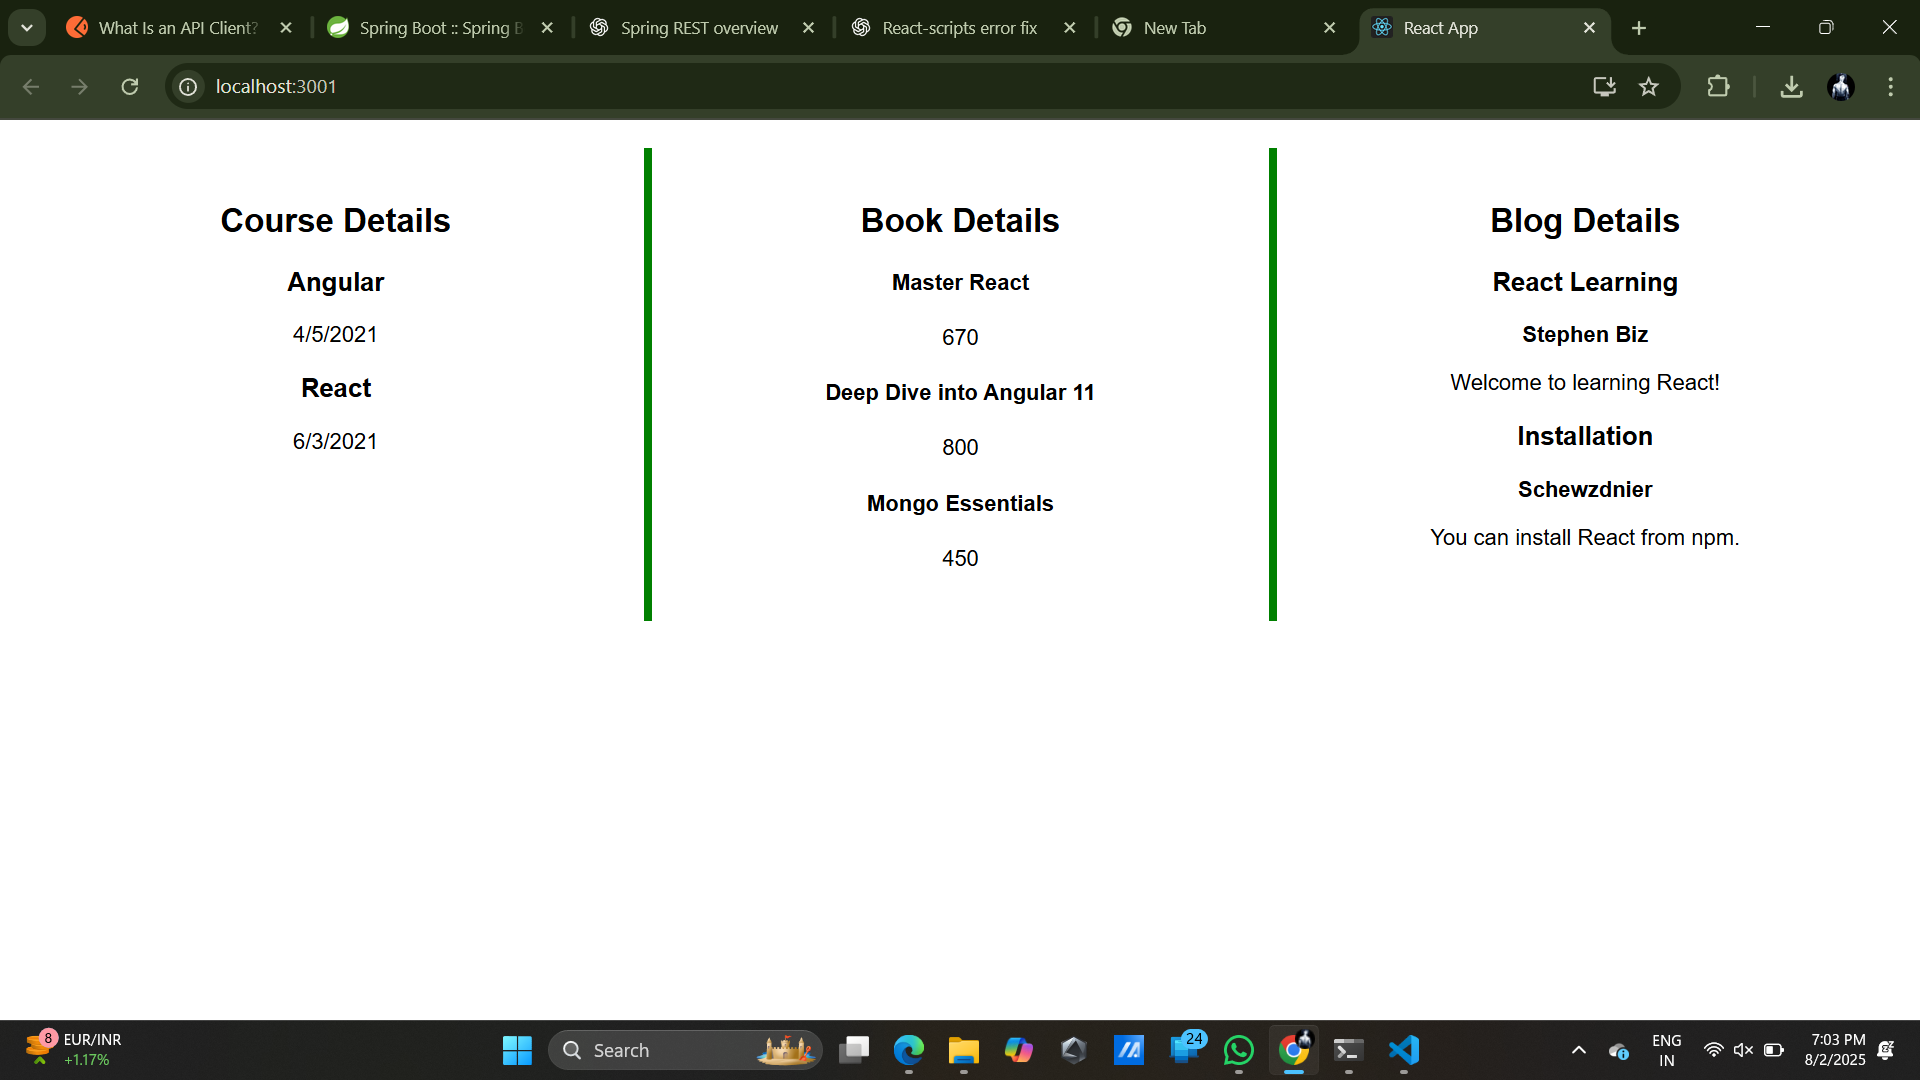 What Is an API Client?
Spring Boot :: Spring B
Spring REST overview
React-scripts error fix
New Tab
React App
localhost:3001
Course Details
Angular
4/5/2021
React
6/3/2021
Book Details
Master React
670
Deep Dive into Angular 11
800
Mongo Essentials
450
Blog Details
React Learning
Stephen Biz
Welcome to learning React!
Installation
Schewzdnier
You can install React from npm.
8
EUR/INR
+1.17%
Search
24
ENG
IN
7:03 PM
8/2/2025